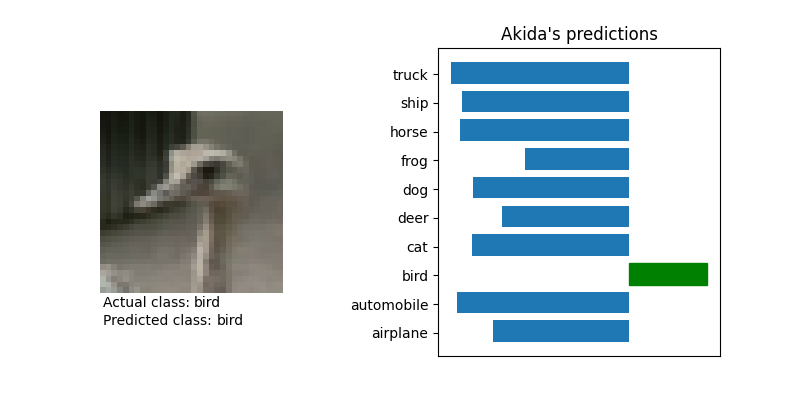 Akida's predictions
truck
ship
horse
frog
dog
deer
cat
bird
automobile
airplane
Actual class: bird
Predicted class: bird